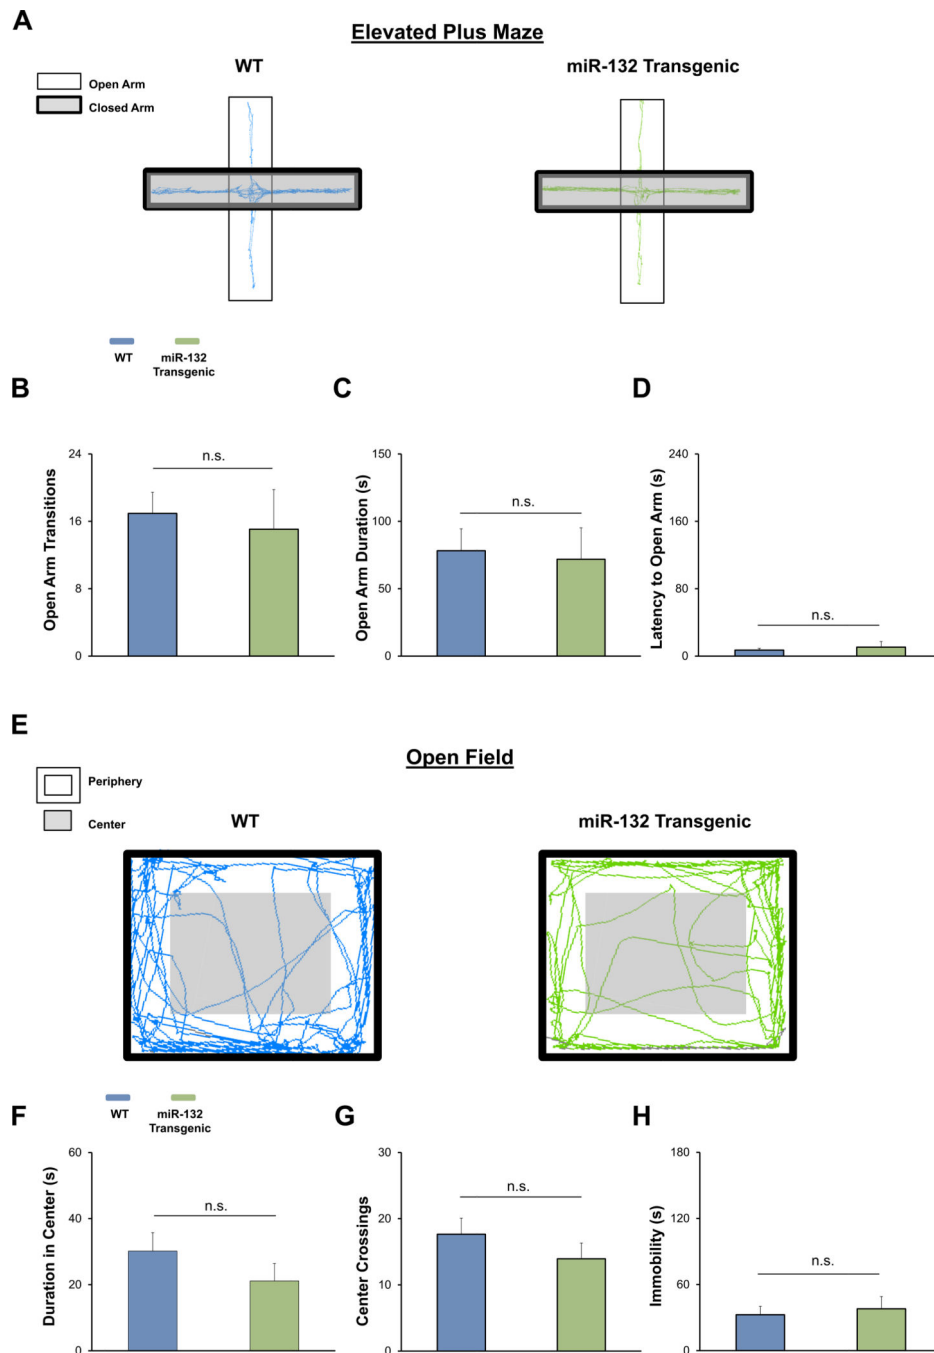 A
Elevated Plus Maze
WT
miR-132 Transgenic
Open Arm
Closed Arm
WT
miR-132
Transgenic
B
C
D
Open Arm Transitions
24
16
8
0
n.s.
Open Arm Duration (s)
150
100
50
0
n.s.
Latency to Open Arm (s)
240
160
80
0
n.s.
E
Open Field
Periphery
Center
WT
miR-132 Transgenic
WT
miR-132
Transgenic
F
G
H
Duration in Center (s)
60
40
20
0
n.s.
Center Crossings
30
20
10
0
n.s.
Immobility (s)
180
120
60
0
n.s.